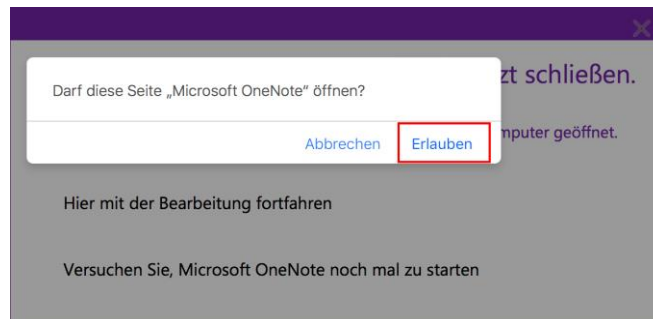 zt schließen.
Darf diese Seite „Microsoft OneNote“ öffnen?
mputer geöffnet.
Abbrechen Erlauben
Hier mit der Bearbeitung fortfahren
Versuchen Sie, Microsoft OneNote noch mal zu starten